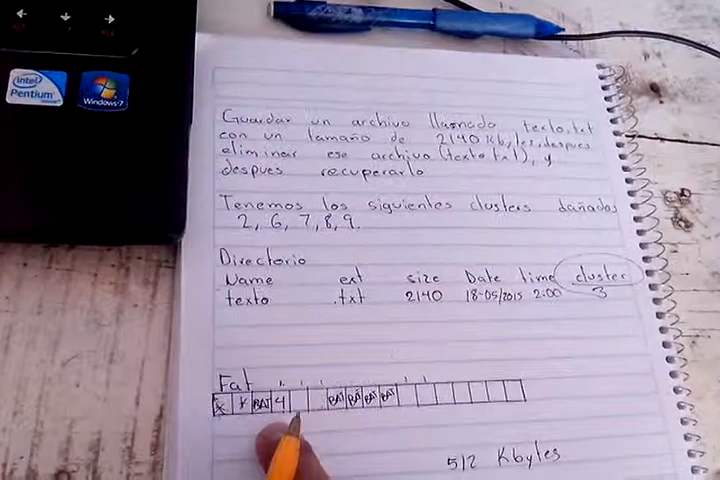 intel
Pentium
Windows 7
Guardar un archivo llamado texto.txt
con un tamaño de 2140 Kbytes, despues
eliminar ese archivo (texto.txt), y
despues recuperarlo
Tenemos los siguientes clusters dañados
2, 6, 7, 8, 9.
Directorio
Name ext size Date time cluster
texto .txt 2140 18-05/2015 2:00 3
Fat
* * BAT 4 BAT BAT BAT BAT
512 Kbytes